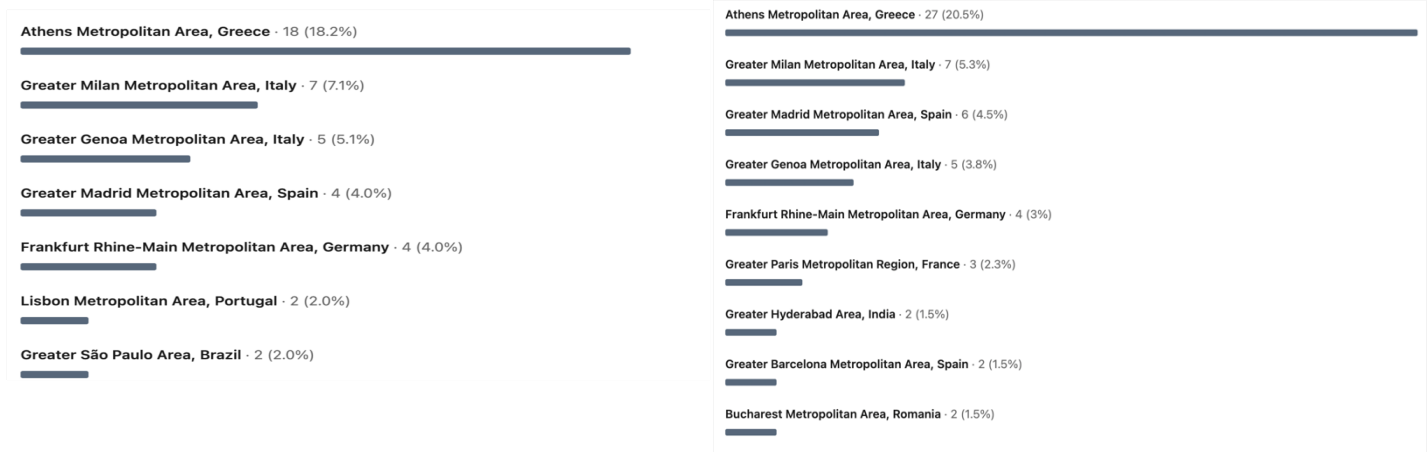 Athens Metropolitan Area, Greece · 18 (18.2%)
Greater Milan Metropolitan Area, Italy · 7 (7.1%)
Greater Genoa Metropolitan Area, Italy · 5 (5.1%)
Greater Madrid Metropolitan Area, Spain · 4 (4.0%)
Frankfurt Rhine-Main Metropolitan Area, Germany · 4 (4.0%)
Lisbon Metropolitan Area, Portugal · 2 (2.0%)
Greater São Paulo Area, Brazil · 2 (2.0%)
Athens Metropolitan Area, Greece · 27 (20.5%)
Greater Milan Metropolitan Area, Italy · 7 (5.3%)
Greater Madrid Metropolitan Area, Spain · 6 (4.5%)
Greater Genoa Metropolitan Area, Italy · 5 (3.8%)
Frankfurt Rhine-Main Metropolitan Area, Germany · 4 (3%)
Greater Paris Metropolitan Region, France · 3 (2.3%)
Greater Hyderabad Area, India · 2 (1.5%)
Greater Barcelona Metropolitan Area, Spain · 2 (1.5%)
Bucharest Metropolitan Area, Romania · 2 (1.5%)